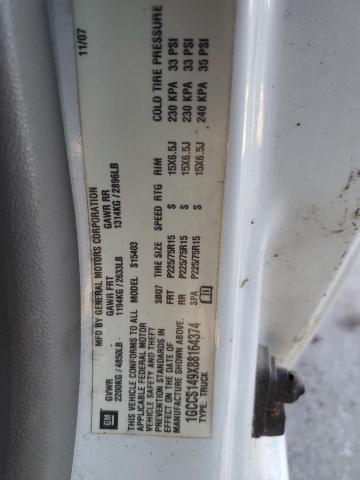 GM
MFD BY GENERAL MOTORS CORPORATION
11/07
GVWR GAWR FRT GAWR RR
2200KG / 4850LB 1194KG / 2633LB 1314KG / 2896LB
THIS VEHICLE CONFORMS TO ALL MODEL S15403
APPLICABLE FEDERAL MOTOR
VEHICLE SAFETY AND THEFT
PREVENTION STANDARDS IN EFFECT ON THE DATE OF
MANUFACTURE SHOWN ABOVE.
1GCCS149X88164374
TYPE: TRUCK
SBQ7 TIRE SIZE SPEED RTG RIM COLD TIRE PRESSURE
FRT P225/75R15 S 15X6.5J 230 KPA 33 PSI
RR P225/75R15 S 15X6.5J 230 KPA 33 PSI
SPA P225/75R15 S 15X6.5J 240 KPA 35 PSI